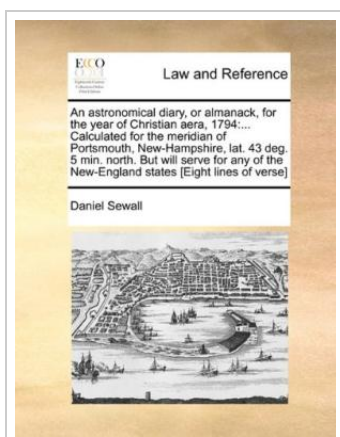 ECCO
Law and Reference
An astronomical diary, or almanack, for
the year of Christian aera, 1794:...
Calculated for the meridian of
Portsmouth, New-Hampshire, lat. 43 deg.
5 min. north. But will serve for any of the
New-England states [Eight lines of verse]
Daniel Sewall